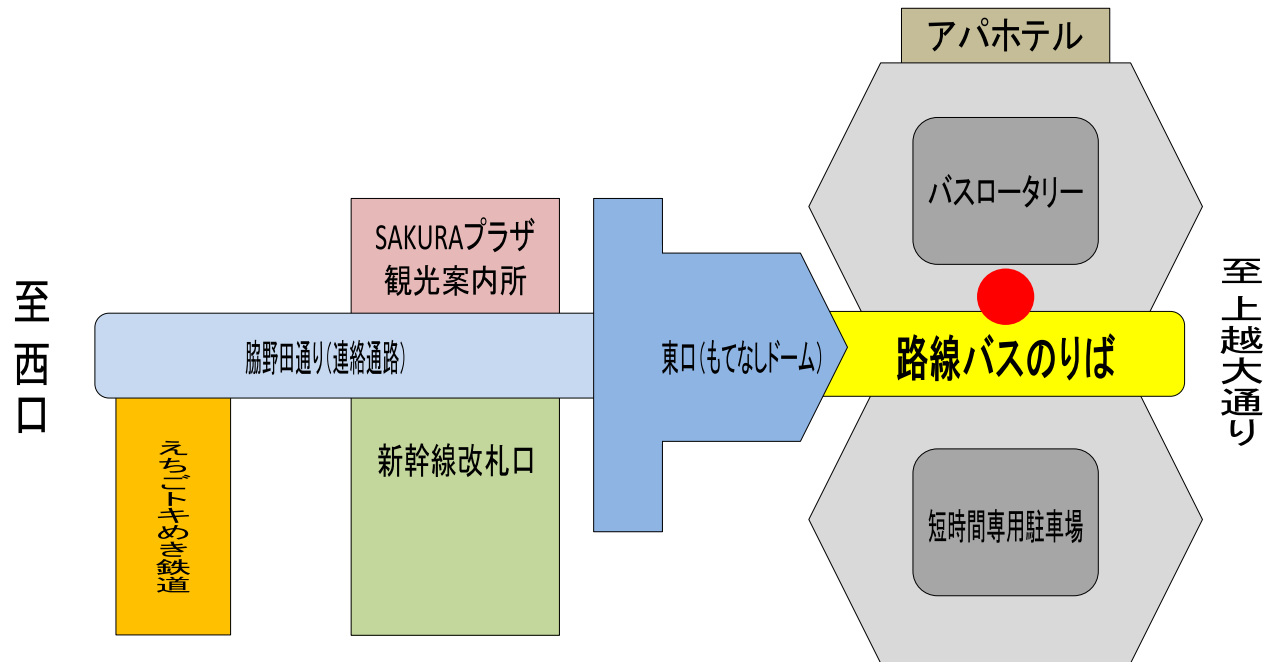 アパホテル
バスロータリー
SAKURAプラザ
観光案内所
至 西口
脇野田通り(連絡通路)
東口(もてなしドーム)
路線バスのりば
至 上越大通り
えちごトキめき鉄道
新幹線改札口
短時間専用駐車場